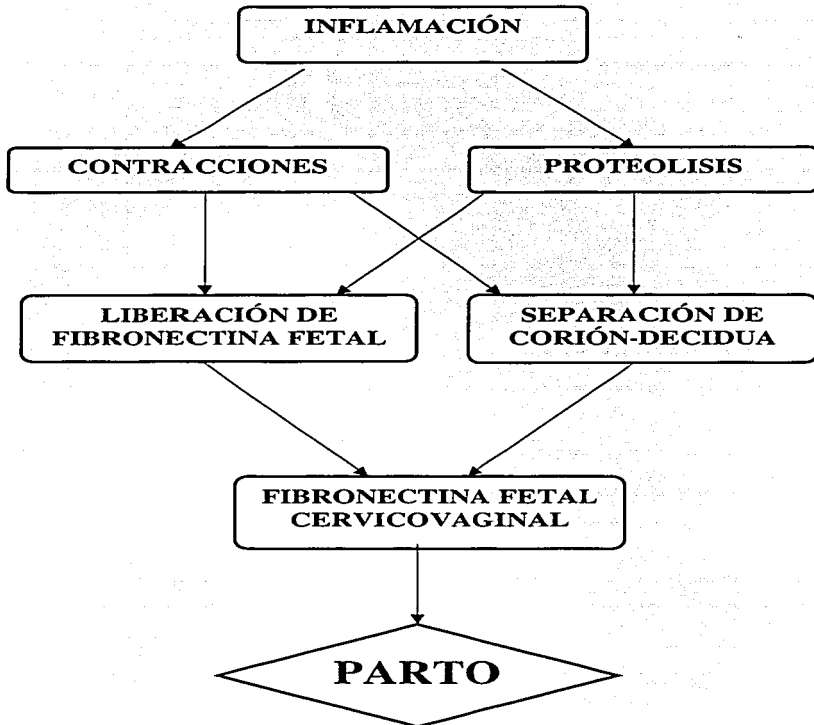 INFLAMACIÓN
CONTRACCIONES
PROTEOLISIS
LIBERACIÓN DE
FIBRONECTINA FETAL
SEPARACIÓN DE
CORIÓN-DECIDUA
FIBRONECTINA FETAL
CERVICOVAGINAL
PARTO